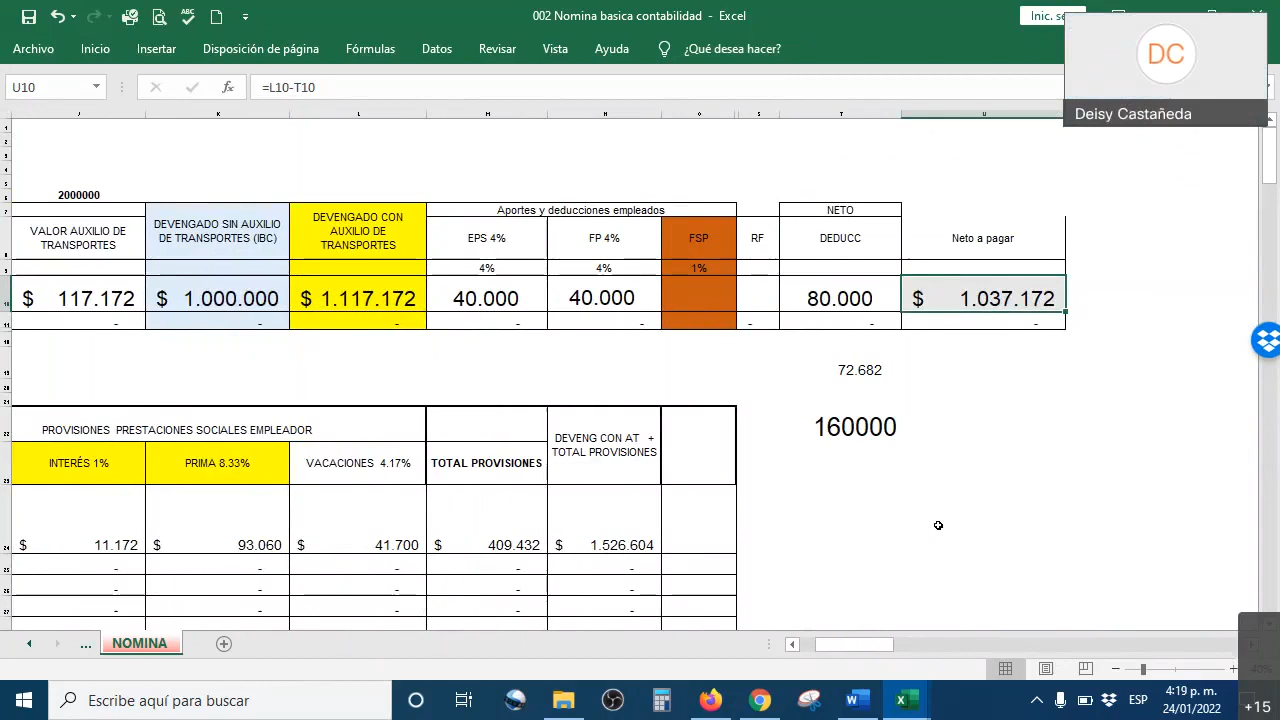 002 Nomina basica contabilidad - Excel
Inic. se
Archivo Inicio Insertar Disposición de página Fórmulas Datos Revisar Vista Ayuda ¿Qué desea hacer?
DC
Deisy Castañeda
U10 fx =L10-T10
J K L M N O S T U
2000000
VALOR AUXILIO DE TRANSPORTES
DEVENGADO SIN AUXILIO DE TRANSPORTES (IBC)
DEVENGADO CON AUXILIO DE TRANSPORTES
Aportes y deducciones empleados
NETO
EPS 4% FP 4% FSP RF DEDUCC Neto a pagar
4% 4% 1%
$ 117.172 $ 1.000.000 $ 1.117.172 40.000 40.000 80.000 $ 1.037.172
- - - - - -
72.682
160000
PROVISIONES PRESTACIONES SOCIALES EMPLEADOR
DEVENG CON AT + TOTAL PROVISIONES
INTERÉS 1% PRIMA 8.33% VACACIONES 4.17% TOTAL PROVISIONES
$ 11.172 $ 93.060 $ 41.700 $ 409.432 $ 1.526.604
- - - - -
- - - - -
- - - - -
... NOMINA
40%
Escribe aquí para buscar
ESP
4:19 p. m.
24/01/2022
+15